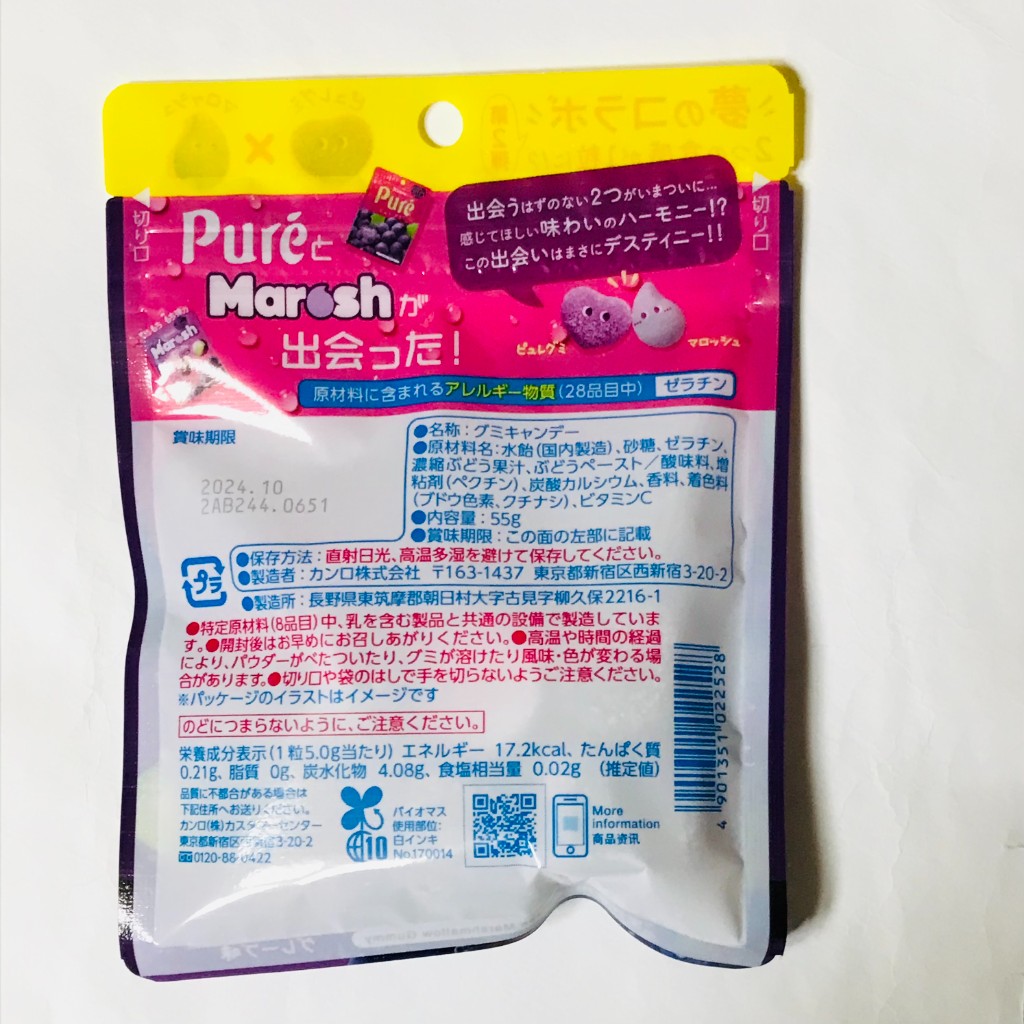 切り口
切り口
Puréと
Maroshが
出会った！
Puré
Marosh
出会うはずのない2つがいまついに…
感じてほしい味わいのハーモニー!?
この出会いはまさにデスティニー!!
ピュレグミ
マロッシュ
原材料に含まれるアレルギー物質(28品目中) ゼラチン
賞味期限
2024.10
2AB244.0651
●名称：グミキャンデー
●原材料名：水飴(国内製造)、砂糖、ゼラチン、
濃縮ぶどう果汁、ぶどうペースト／酸味料、増
粘剤(ペクチン)、炭酸カルシウム、香料、着色料
(ブドウ色素、クチナシ)、ビタミンC
●内容量：55g
●賞味期限：この面の左部に記載
●保存方法：直射日光、高温多湿を避けて保存してください。
●製造者：カンロ株式会社 〒163-1437 東京都新宿区西新宿3-20-2
プラ
●製造所：長野県東筑摩郡朝日村大字古見字柳久保2216-1
●特定原材料(8品目)中、乳を含む製品と共通の設備で製造していま
す。●開封後はお早めにお召しあがりください。●高温や時間の経過
により、パウダーがべたついたり、グミが溶けたり風味・色が変わる場
合があります。●切り口や袋のはしで手を切らないようご注意ください。
※パッケージのイラストはイメージです
のどにつまらないように、ご注意ください。
栄養成分表示(1粒5.0g当たり) エネルギー 17.2kcal、たんぱく質
0.21g、脂質 0g、炭水化物 4.08g、食塩相当量 0.02g (推定値)
品質に不都合がある場合は
下記住所へお送りください。
カンロ(株)カスタマーセンター
東京都新宿区西新宿3-20-2
0120-88-0422
10
バイオマス
使用部位:
白インキ
No.170014
More
information
商品资讯
4 901351 022528